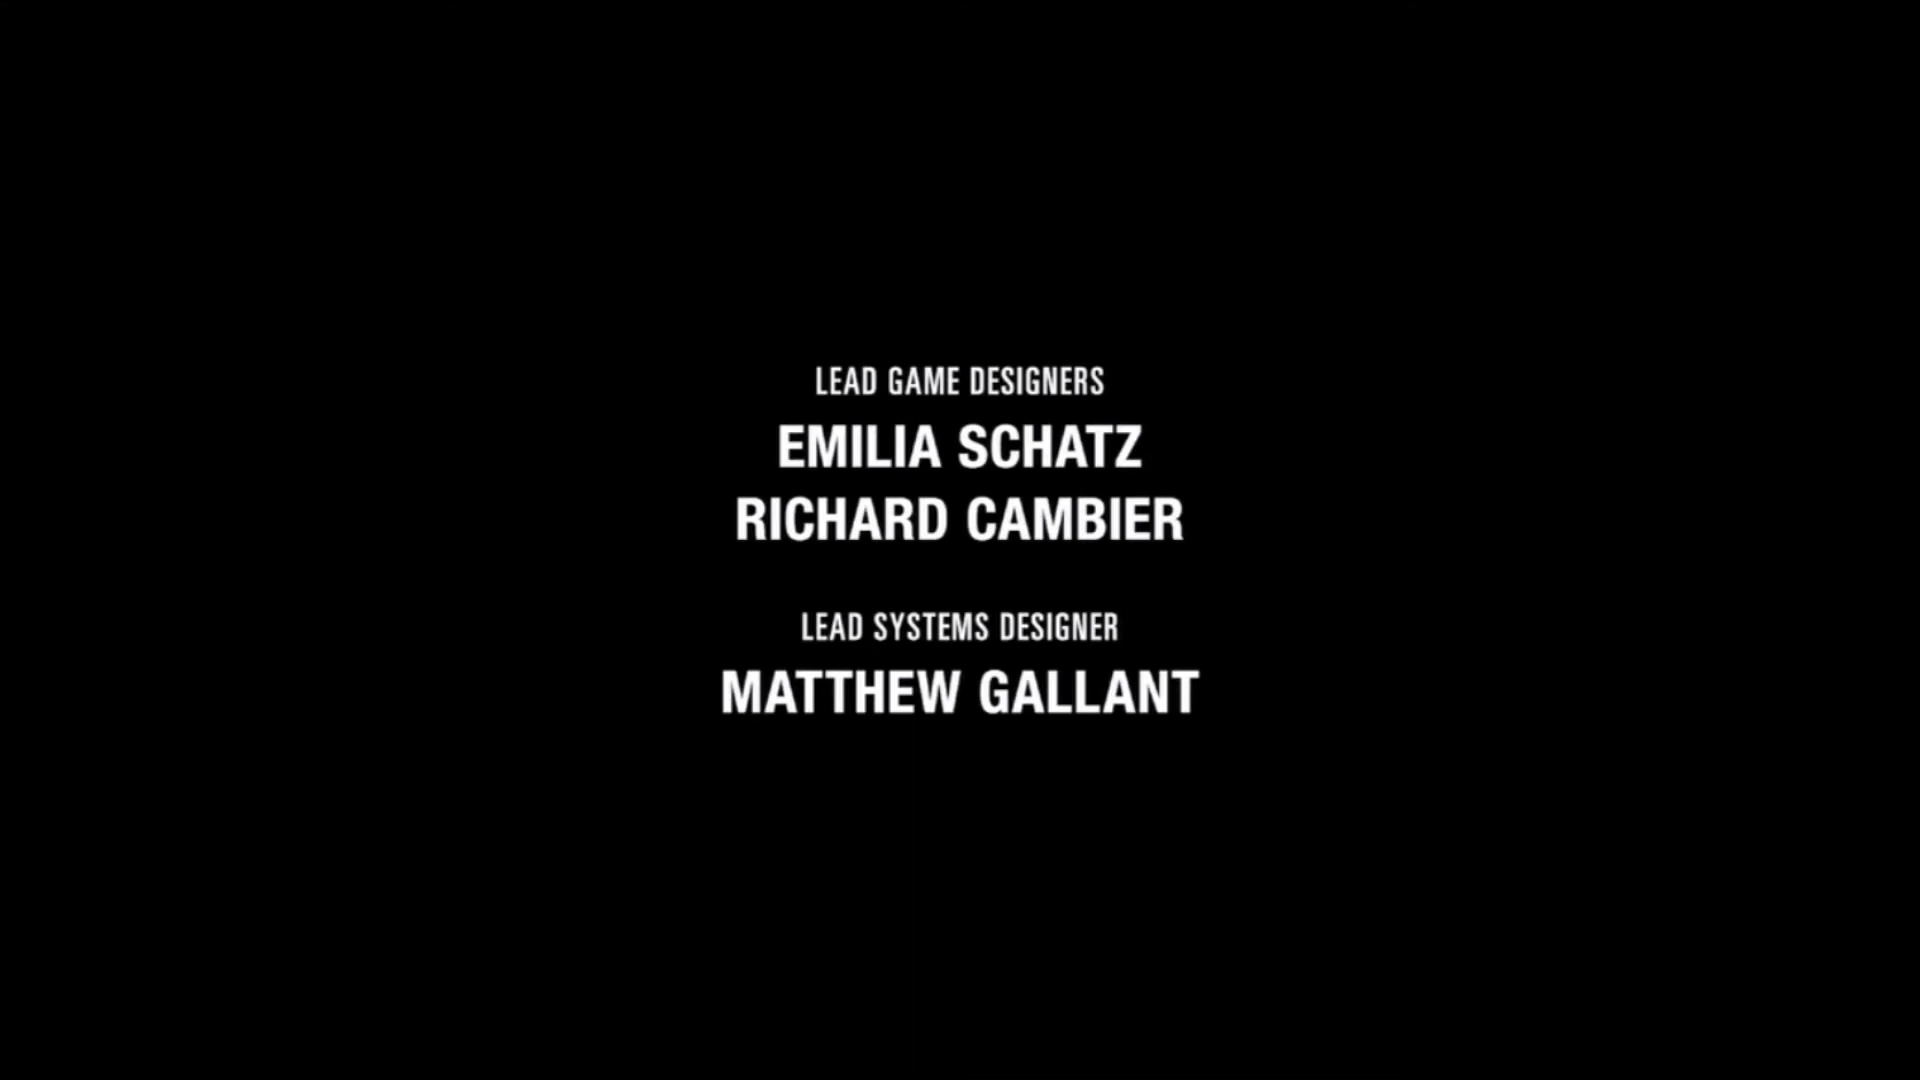 LEAD GAME DESIGNERS
EMILIA SCHATZ
RICHARD CAMBIER
LEAD SYSTEMS DESIGNER
MATTHEW GALLANT